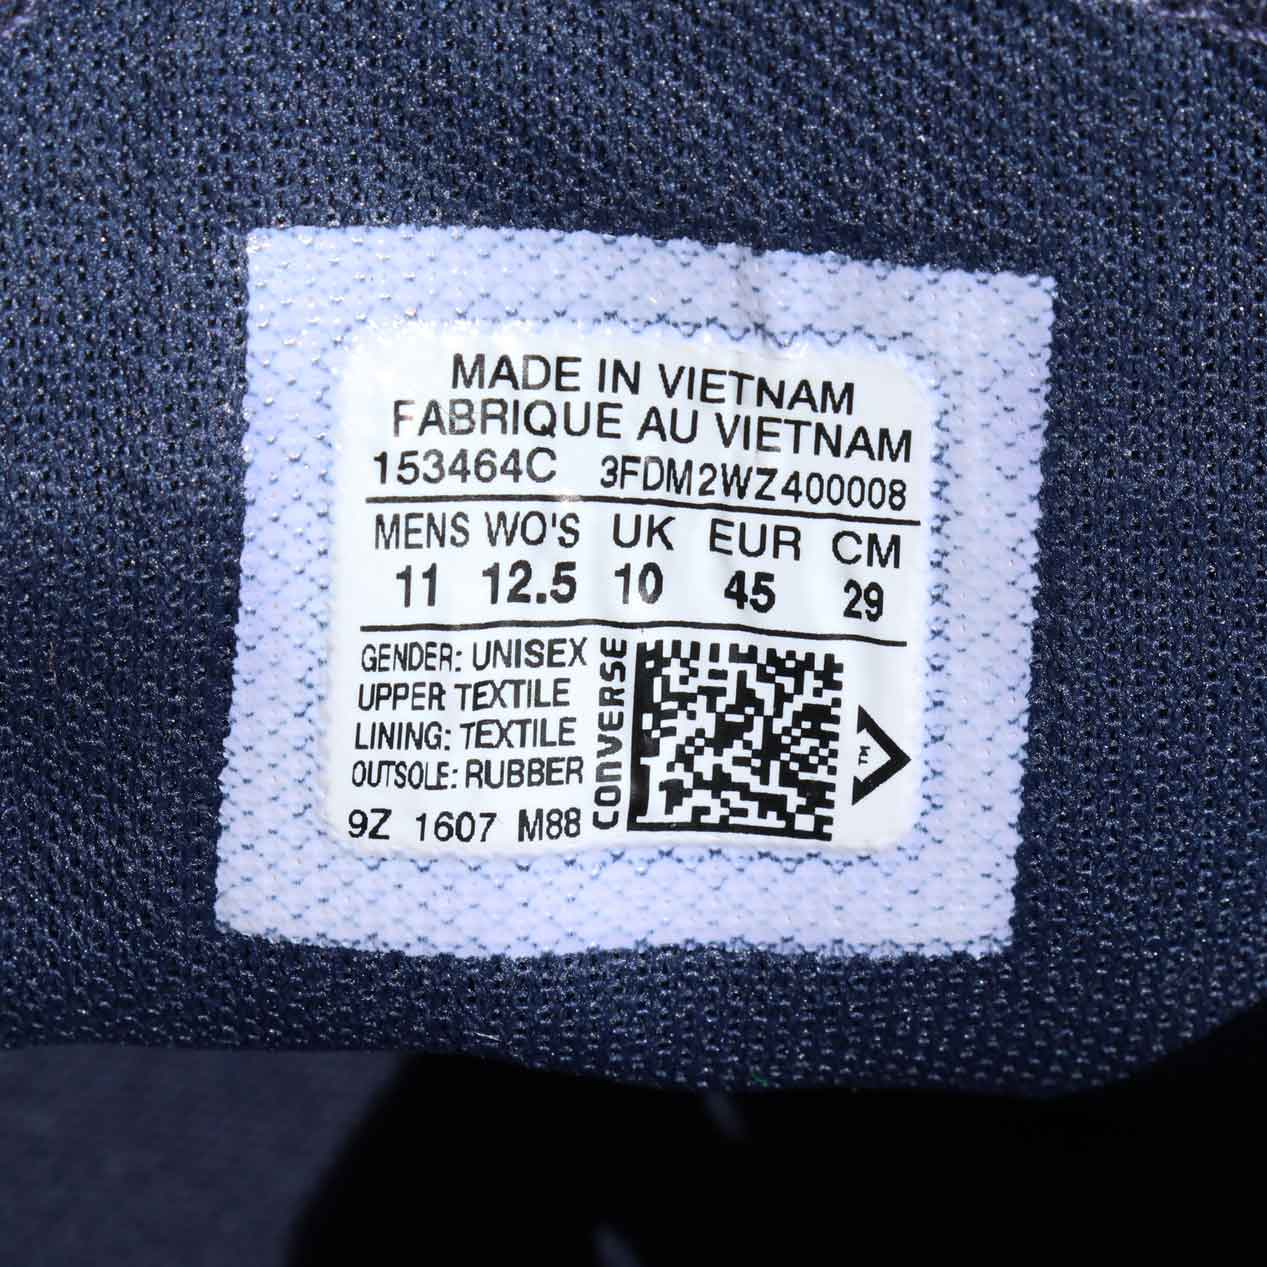 MADE IN VIETNAM
FABRIQUE AU VIETNAM
153464C 3FDM2WZ400008
MENS WO'S UK EUR CM
11 12.5 10 45 29
GENDER: UNISEX
UPPER TEXTILE
LINING: TEXTILE
OUTSOLE: RUBBER
9Z 1607 M88
CONVERSE
TM